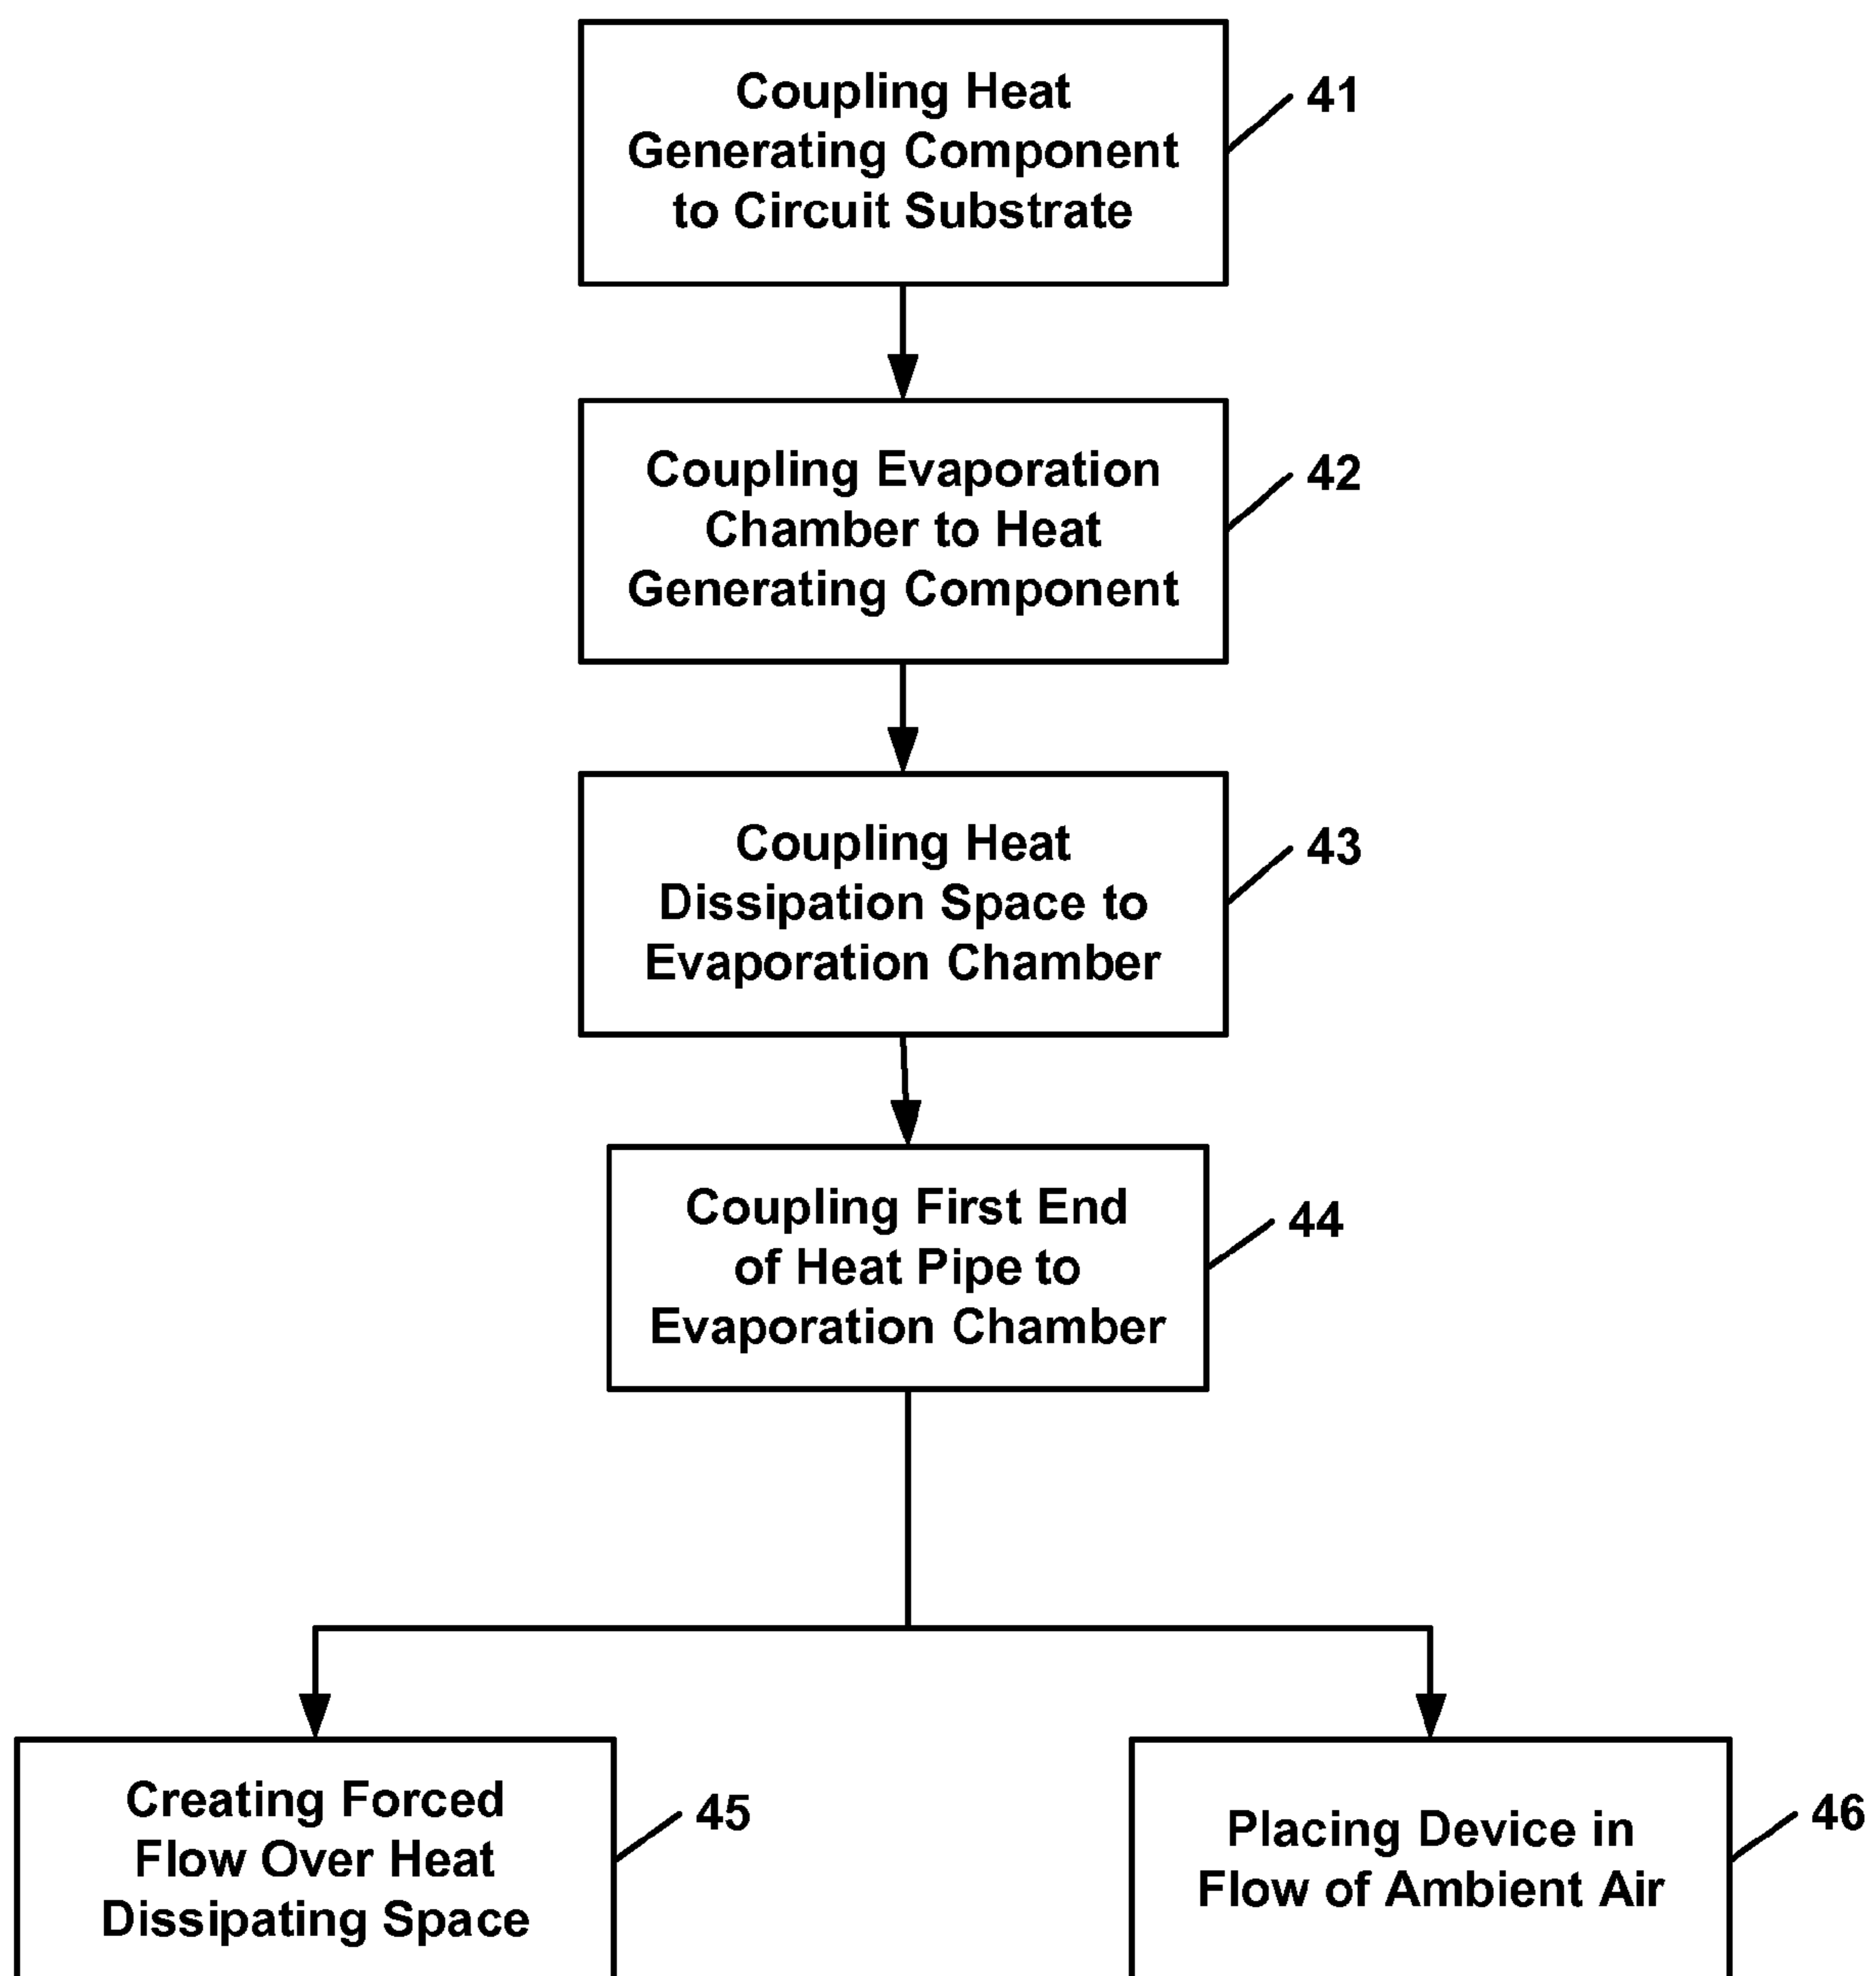 Coupling Heat
Generating Component
to Circuit Substrate
41
Coupling Evaporation
Chamber to Heat
Generating Component
42
Coupling Heat
Dissipation Space to
Evaporation Chamber
43
Coupling First End
of Heat Pipe to
Evaporation Chamber
44
Creating Forced
Flow Over Heat
Dissipating Space
45
Placing Device in
Flow of Ambient Air
46